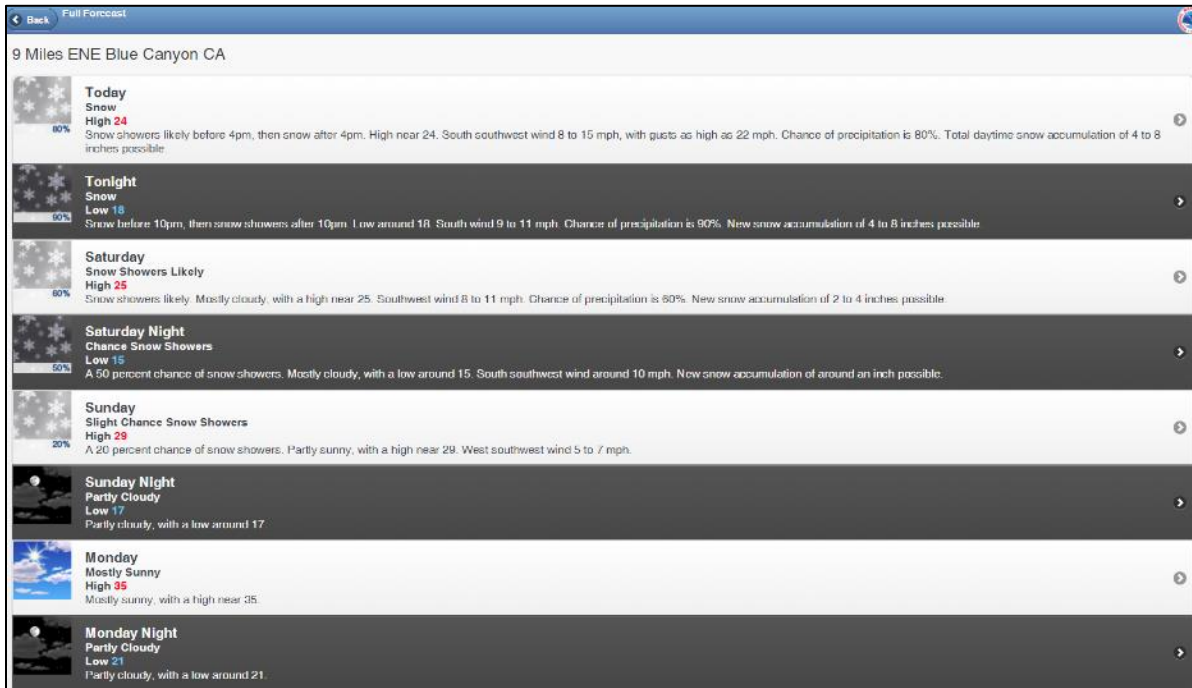 Back
Full Forecast
9 Miles ENE Blue Canyon CA
Today
Snow
High 24
80%
Snow showers likely before 4pm, then snow after 4pm. High near 24. South southwest wind 8 to 15 mph, with gusts as high as 22 mph. Chance of precipitation is 80%. Total daytime snow accumulation of 4 to 8
inches possible.
Tonight
Snow
Low 18
90%
Snow before 10pm, then snow showers after 10pm. Low around 18. South wind 9 to 11 mph. Chance of precipitation is 90%. New snow accumulation of 4 to 8 inches possible
Saturday
Snow Showers Likely
High 25
60%
Snow showers likely. Mostly cloudy, with a high near 25. Southwest wind 8 to 11 mph. Chance of precipitation is 60%. New snow accumulation of 2 to 4 inches possible.
Saturday Night
Chance Snow Showers
Low 15
50%
A 50 percent chance of snow showers. Mostly cloudy, with a low around 15. South southwest wind around 10 mph. New snow accumulation of around an inch possible.
Sunday
Slight Chance Snow Showers
High 29
20%
A 20 percent chance of snow showers. Partly sunny, with a high near 29. West southwest wind 5 to 7 mph.
Sunday Night
Partly Cloudy
Low 17
Partly cloudy, with a low around 17
Monday
Mostly Sunny
High 35
Mostly sunny, with a high near 35.
Monday Night
Partly Cloudy
Low 21
Partly cloudy, with a low around 21.